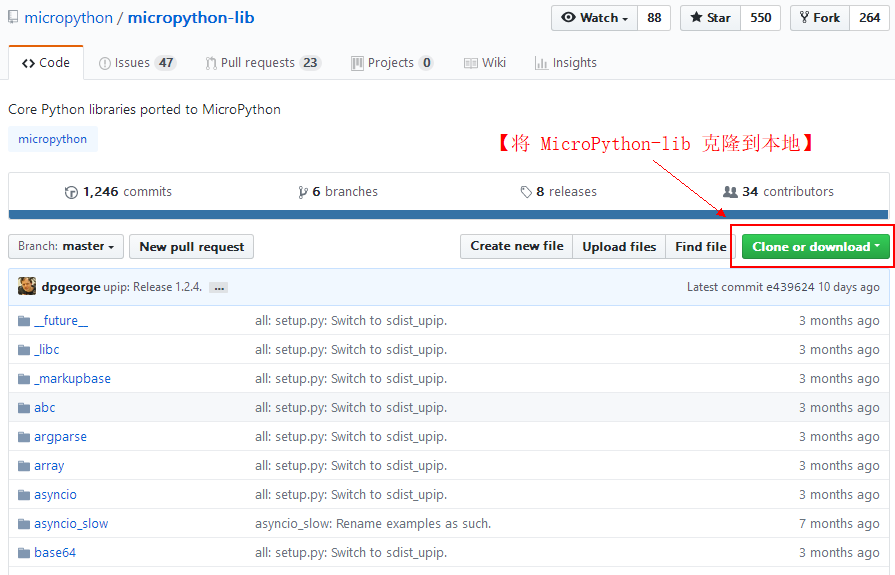 micropython / micropython-lib
Watch 88 Star 550 Fork 264
Code Issues 47 Pull requests 23 Projects 0 Wiki Insights
Core Python libraries ported to MicroPython
micropython
【将 MicroPython-lib 克隆到本地】
1,246 commits 6 branches 8 releases 34 contributors
Branch: master New pull request Create new file Upload files Find file Clone or download
dpgeorge upip: Release 1.2.4. ... Latest commit e439624 10 days ago
__future__ all: setup.py: Switch to sdist_upip. 3 months ago
_libc all: setup.py: Switch to sdist_upip. 3 months ago
_markupbase all: setup.py: Switch to sdist_upip. 3 months ago
abc all: setup.py: Switch to sdist_upip. 3 months ago
argparse all: setup.py: Switch to sdist_upip. 3 months ago
array all: setup.py: Switch to sdist_upip. 3 months ago
asyncio all: setup.py: Switch to sdist_upip. 3 months ago
asyncio_slow asyncio_slow: Rename examples as such. 7 months ago
base64 all: setup.py: Switch to sdist_upip. 3 months ago